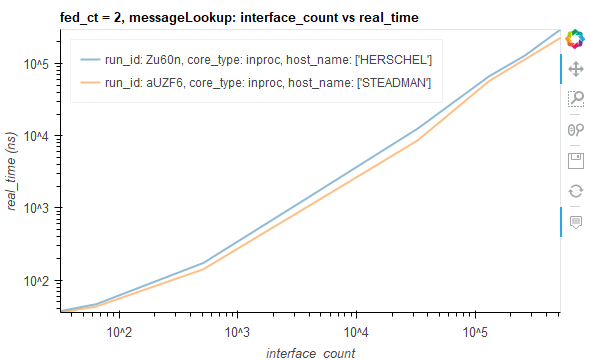 fed_ct = 2, messageLookup: interface_count vs real_time
run_id: Zu60n, core_type: inproc, host_name: ['HERSCHEL']
run_id: aUZF6, core_type: inproc, host_name: ['STEADMAN']
real_time (ns)
10^5
10^4
10^3
10^2
10^2
10^3
10^4
10^5
interface_count